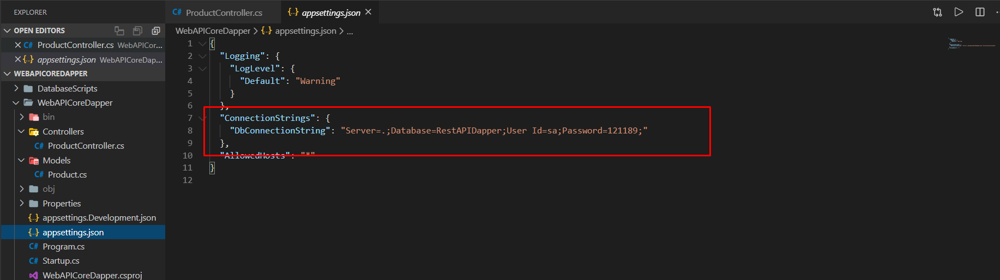 EXPLORER
OPEN EDITORS
ProductController.cs WebAPICor...
appsettings.json WebAPICoreDap...
WEBAPICOREDAPPER
DatabaseScripts
WebAPICoreDapper
bin
Controllers
C# ProductController.cs
Models
C# Product.cs
obj
Properties
{..} appsettings.Development.json
{..} appsettings.json
C# Program.cs
C# Startup.cs
WebAPICoreDapper.csproj
C# ProductController.cs
{..} appsettings.json
WebAPICoreDapper > {..} appsettings.json > ...
1 {
2 "Logging": {
3 "LogLevel": {
4 "Default": "Warning"
5 }
6 },
7 "ConnectionStrings": {
8 "DbConnectionString": "Server=.;Database=RestAPIDapper;User Id=sa;Password=121189;"
9 },
10 "AllowedHosts": "*"
11 }
12